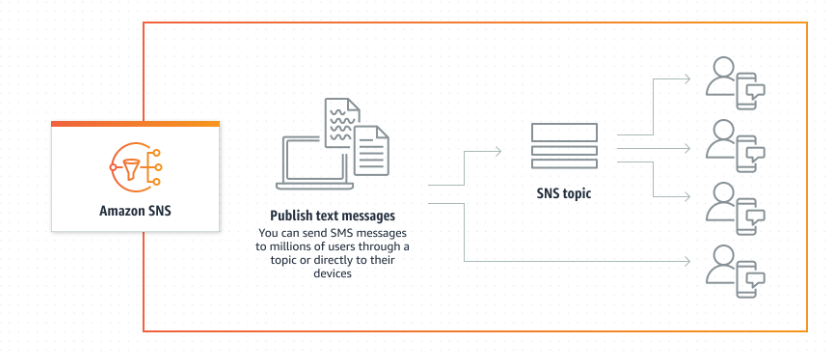 Amazon SNS
Publish text messages
You can send SMS messages
to millions of users through a
topic or directly to their
devices
SNS topic